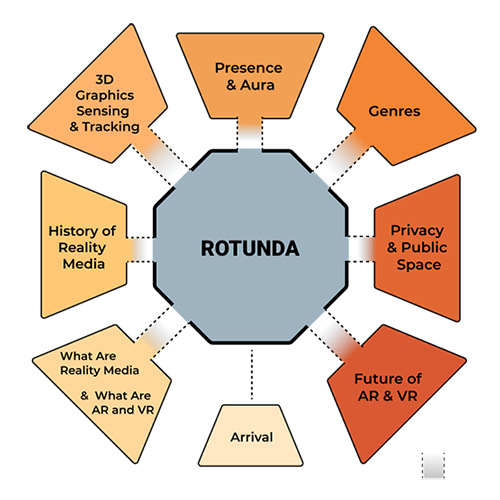 3D
Graphics
Sensing
& Tracking
Presence
& Aura
Genres
History of
Reality
Media
ROTUNDA
Privacy
& Public
Space
What Are
Reality Media
& What Are
AR and VR
Arrival
Future of
AR & VR